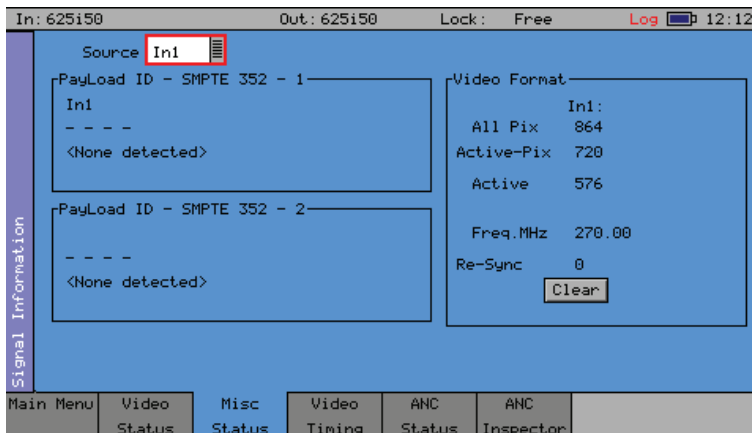 In: 625i50 Out: 625i50 Lock: Free Log 12:12
Source In1
PayLoad ID - SMPTE 352 - 1
In1
- - - -
<None detected>
PayLoad ID - SMPTE 352 - 2
- - - -
<None detected>
Video Format
In1:
All Pix 864
Active-Pix 720
Active 576
Freq.MHz 270.00
Re-Sync 0
Clear
Signal Information
Main Menu
Video Status
Misc Status
Video Timing
ANC Status
ANC Inspector